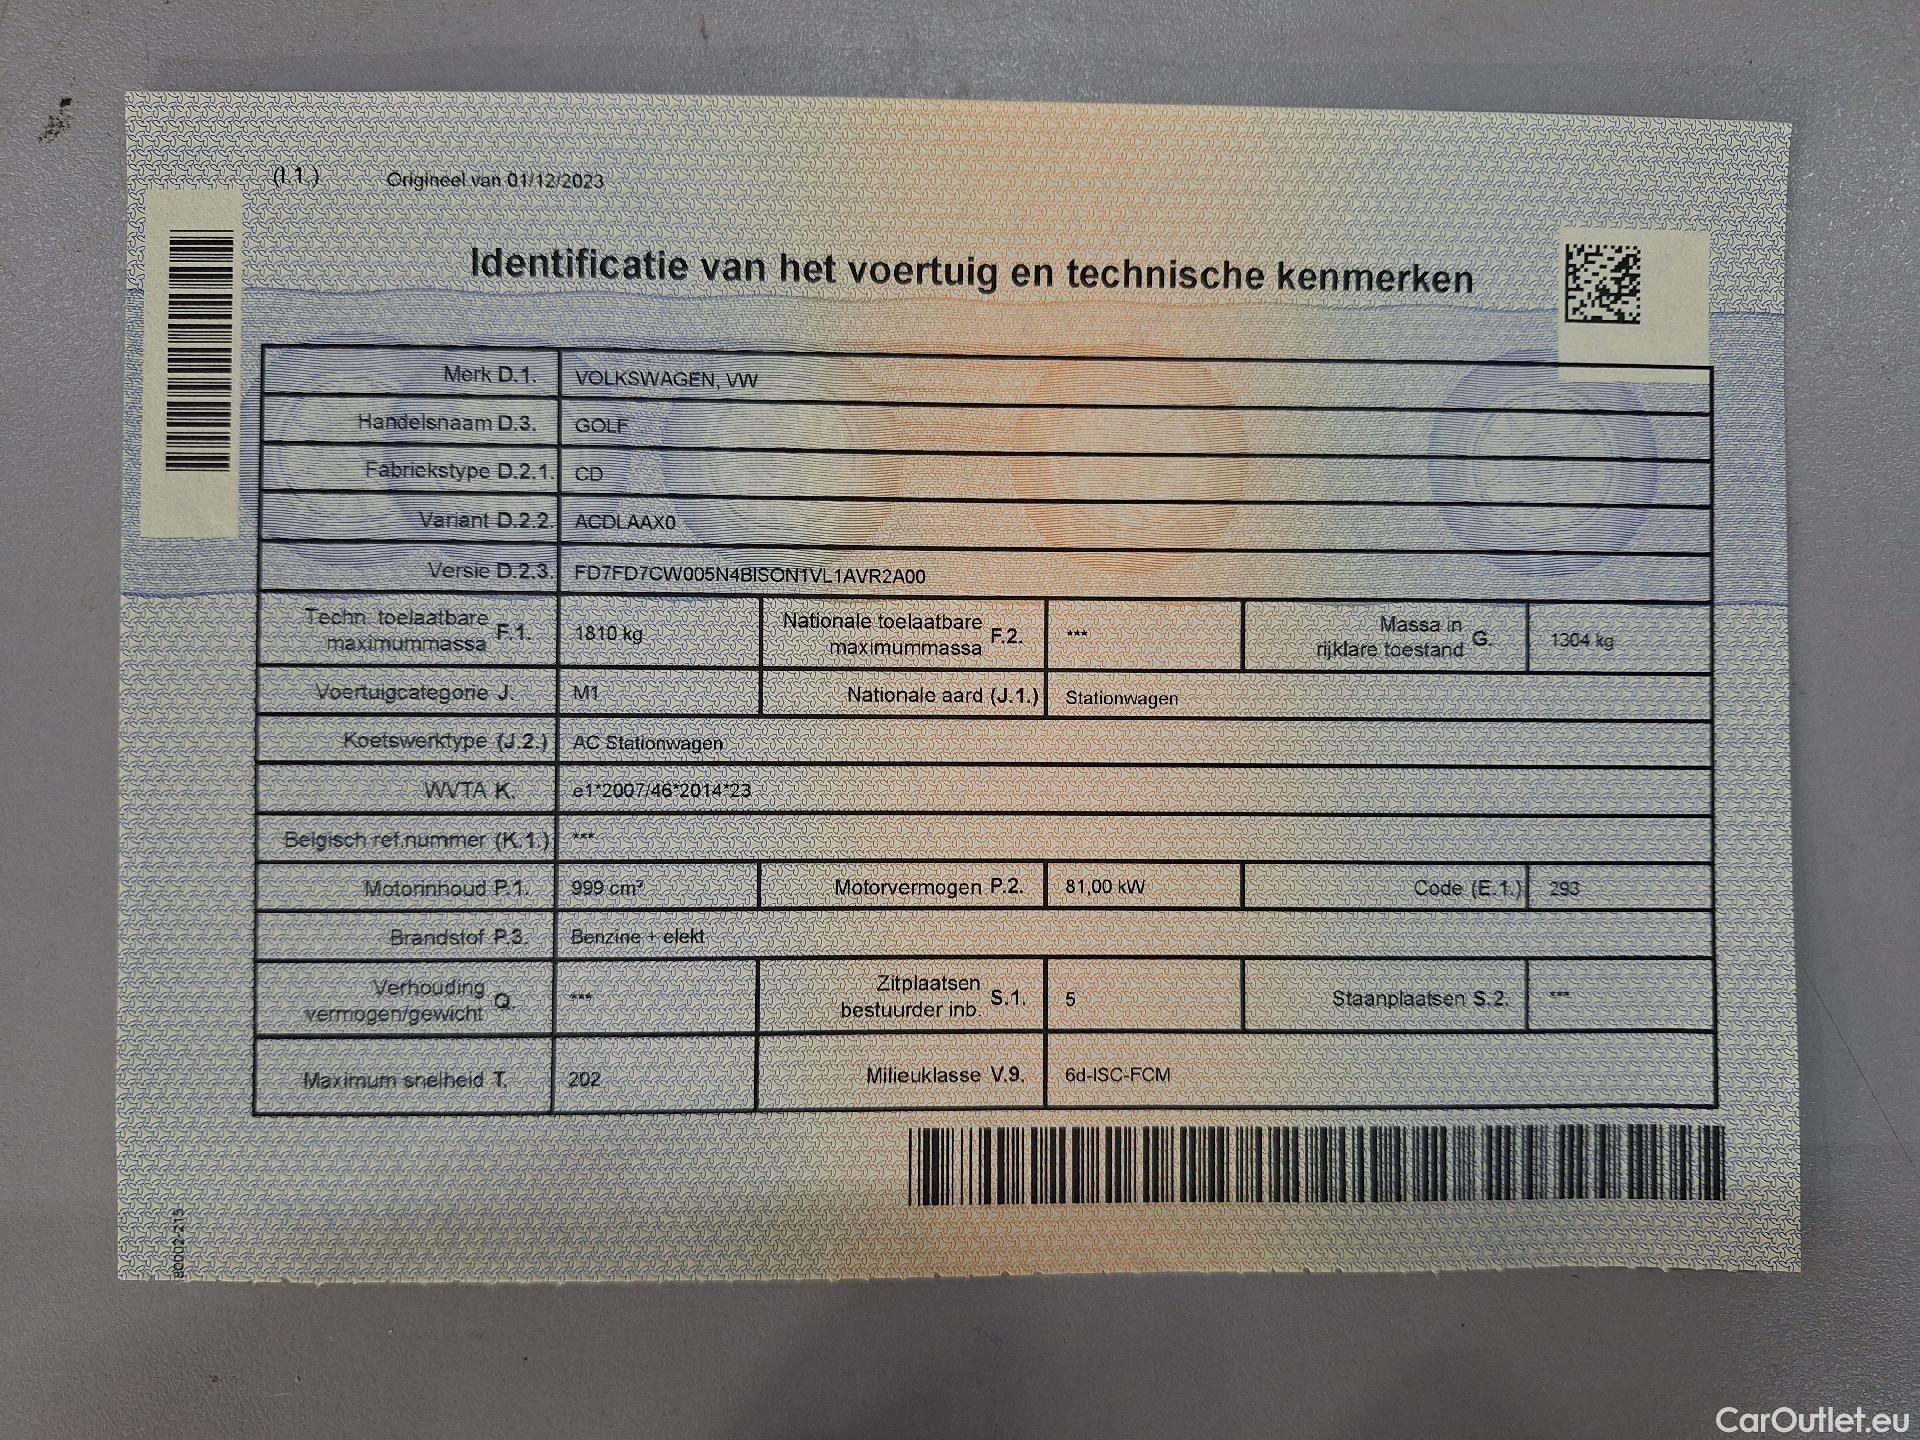 (I.1.) Origineel van 01/12/2023
Identificatie van het voertuig en technische kenmerken
Merk D.1. VOLKSWAGEN, VW
Handelsnaam D.3. GOLF
Fabriekstype D.2.1. CD
Variant D.2.2. ACDLAAX0
Versie D.2.3. FD7FD7CW005N4BISON1VL1AVR2A00
Techn. toelaatbare maximummassa F.1. 1810 kg Nationale toelaatbare maximummassa F.2. *** Massa in rijklare toestand G. 1304 kg
Voertuigcategorie J. M1 Nationale aard (J.1.) Stationwagen
Koetswerktype (J.2.) AC Stationwagen
WVTA K. e1*2007/46*2014*23
Belgisch ref.nummer (K.1.) ***
Motorinhoud P.1. 999 cm³ Motorvermogen P.2. 81,00 kW Code (E.1.) 293
Brandstof P.3. Benzine + elekt
Verhouding vermogen/gewicht Q. *** Zitplaatsen bestuurder inb. S.1. 5 Staanplaatsen S.2. ***
Maximum snelheid T. 202 Milieuklasse V.9. 6d-ISC-FCM
80002-215
CarOutlet.eu